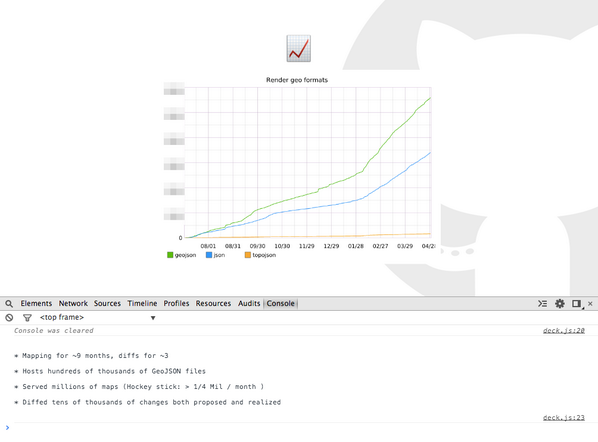 Render geo formats
0
08/01 08/31 09/30 10/30 11/29 12/29 01/28 02/27 03/29 04/2
geojson json topojson
Elements Network Sources Timeline Profiles Resources Audits Console
<top frame>
Console was cleared deck.js:20
* Mapping for ~9 months, diffs for ~3
* Hosts hundreds of thousands of GeoJSON files
* Served millions of maps (Hockey stick: > 1/4 Mil / month )
* Diffed tens of thousands of changes both proposed and realized
deck.js:23